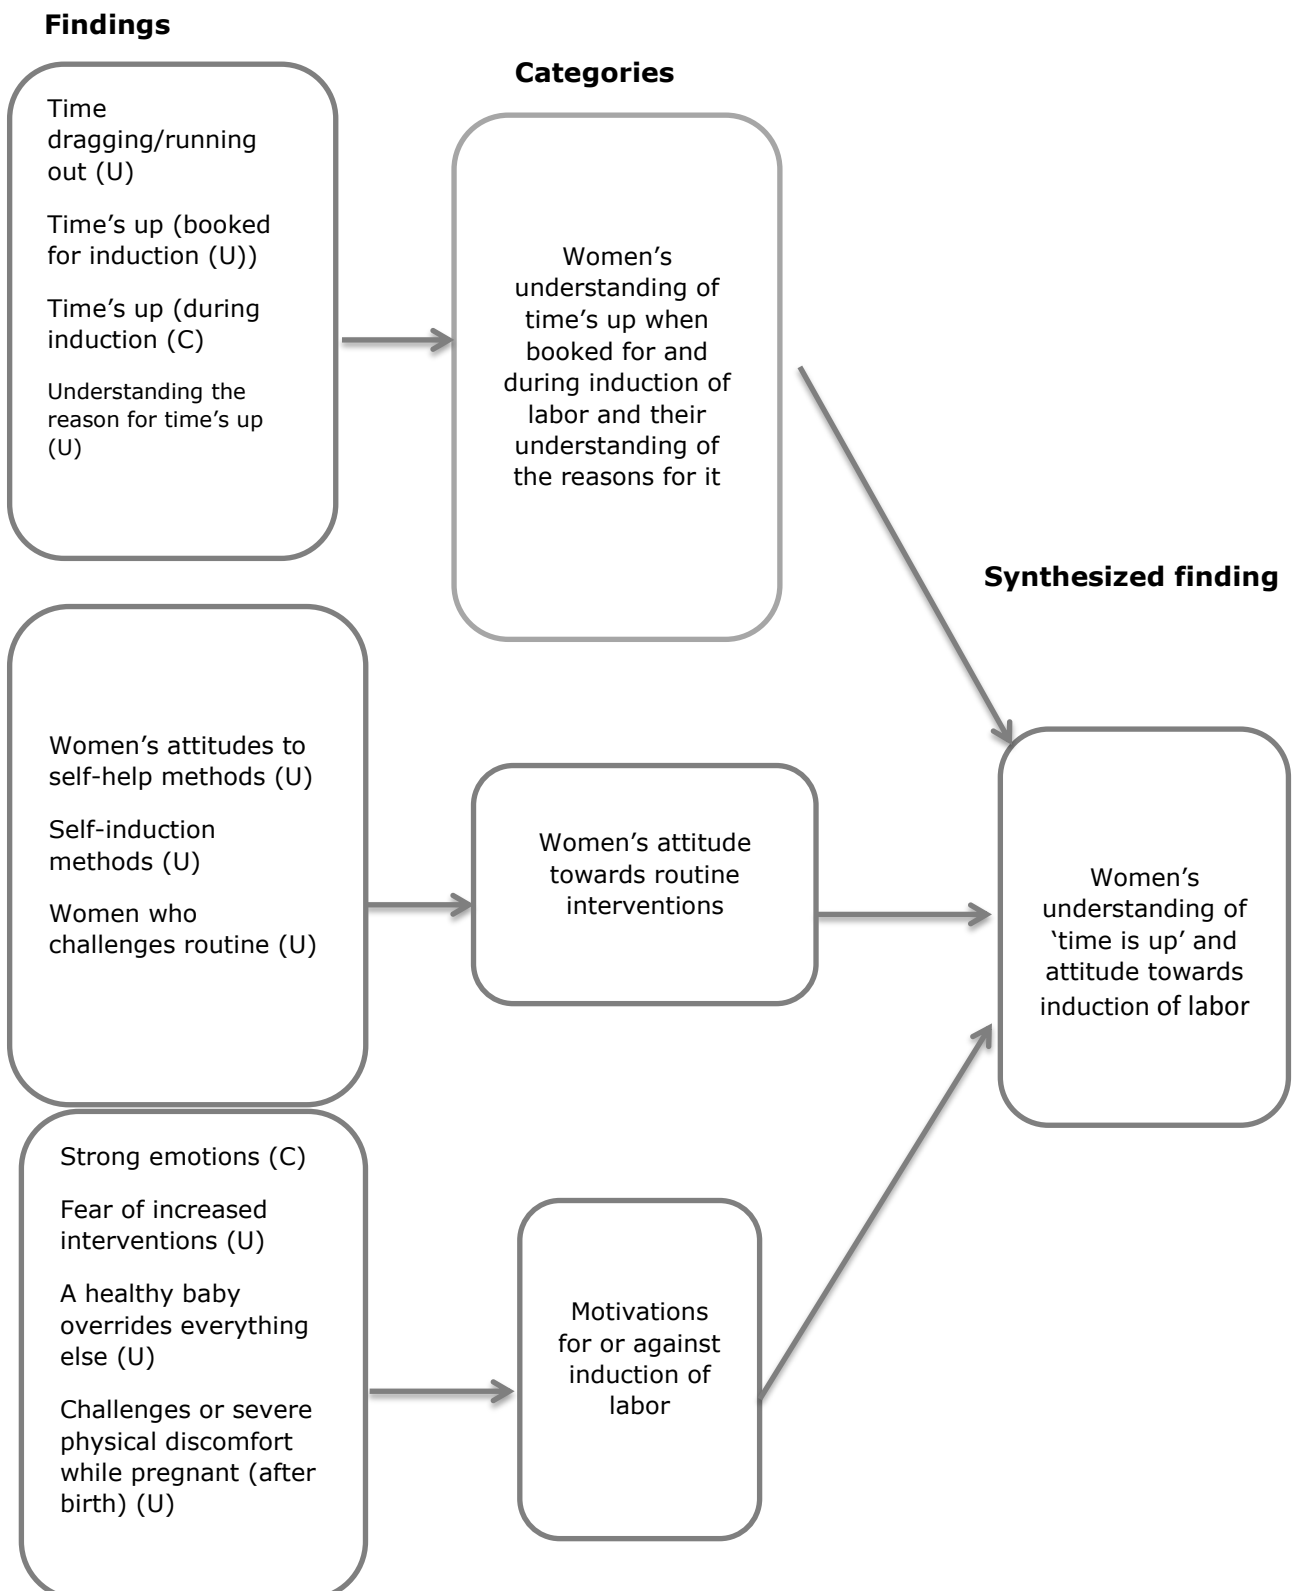 Findings
Time
dragging/running
out (U)
Time’s up (booked
for induction (U))
Time’s up (during
induction (C)
Understanding the
reason for time’s up
(U)
Categories
Women’s
understanding of
time’s up when
booked for and
during induction of
labor and their
understanding of
the reasons for it
Synthesized finding
Women’s attitudes to
self-help methods (U)
Self-induction
methods (U)
Women who
challenges routine (U)
Women’s attitude
towards routine
interventions
Women’s
understanding of
‘time is up’ and
attitude towards
induction of labor
Strong emotions (C)
Fear of increased
interventions (U)
A healthy baby
overrides everything
else (U)
Challenges or severe
physical discomfort
while pregnant (after
birth) (U)
Motivations
for or against
induction of
labor